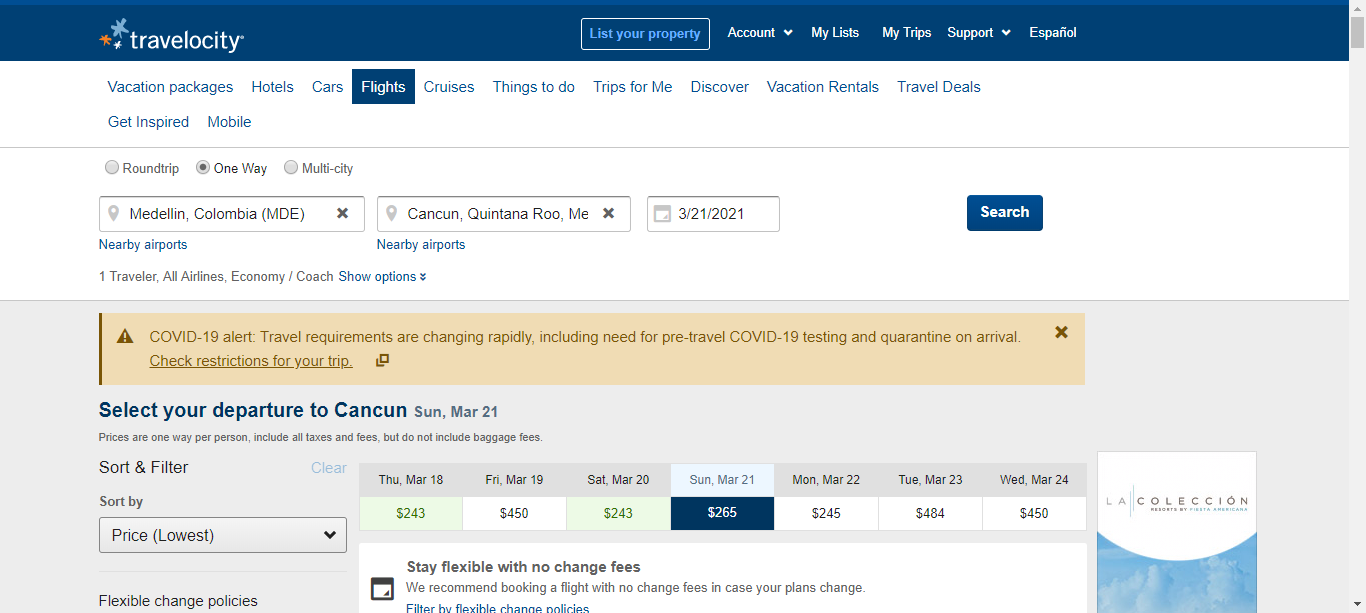 travelocity
List your property
Account
My Lists
My Trips
Support
Español
Vacation packages
Hotels
Cars
Flights
Cruises
Things to do
Trips for Me
Discover
Vacation Rentals
Travel Deals
Get Inspired
Mobile
Roundtrip
One Way
Multi-city
Medellin, Colombia (MDE)
Cancun, Quintana Roo, Me
3/21/2021
Search
Nearby airports
Nearby airports
1 Traveler, All Airlines, Economy / Coach Show options
COVID-19 alert: Travel requirements are changing rapidly, including need for pre-travel COVID-19 testing and quarantine on arrival.
Check restrictions for your trip.
Select your departure to Cancun Sun, Mar 21
Prices are one way per person, include all taxes and fees, but do not include baggage fees.
Sort & Filter
Clear
Sort by
Price (Lowest)
Flexible change policies
Thu, Mar 18
Fri, Mar 19
Sat, Mar 20
Sun, Mar 21
Mon, Mar 22
Tue, Mar 23
Wed, Mar 24
$243
$450
$243
$265
$245
$484
$450
Stay flexible with no change fees
We recommend booking a flight with no change fees in case your plans change.
Filter by flexible change policies
LA COLECCIÓN
RESORTS BY FIESTA AMERICANA